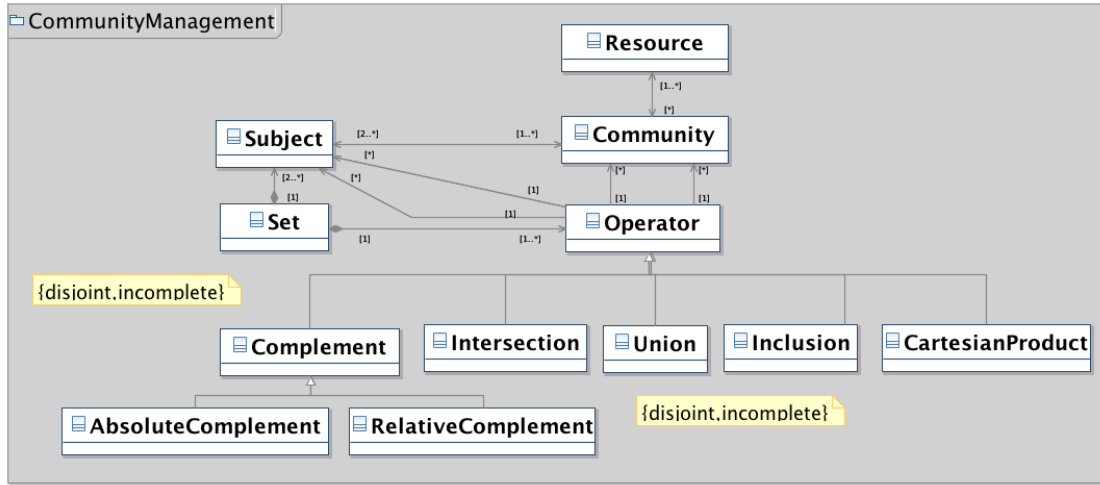 CommunityManagement
Resource
[1..*]
[*]
Subject
[2..*]
[1..*]
Community
[*]
[*]
[*]
[*]
[2..*]
[1]
[1]
[1]
[1]
[1]
Set
Operator
[1]
[1..*]
{disjoint,incomplete}
Complement
Intersection
Union
Inclusion
CartesianProduct
{disjoint,incomplete}
AbsoluteComplement
RelativeComplement